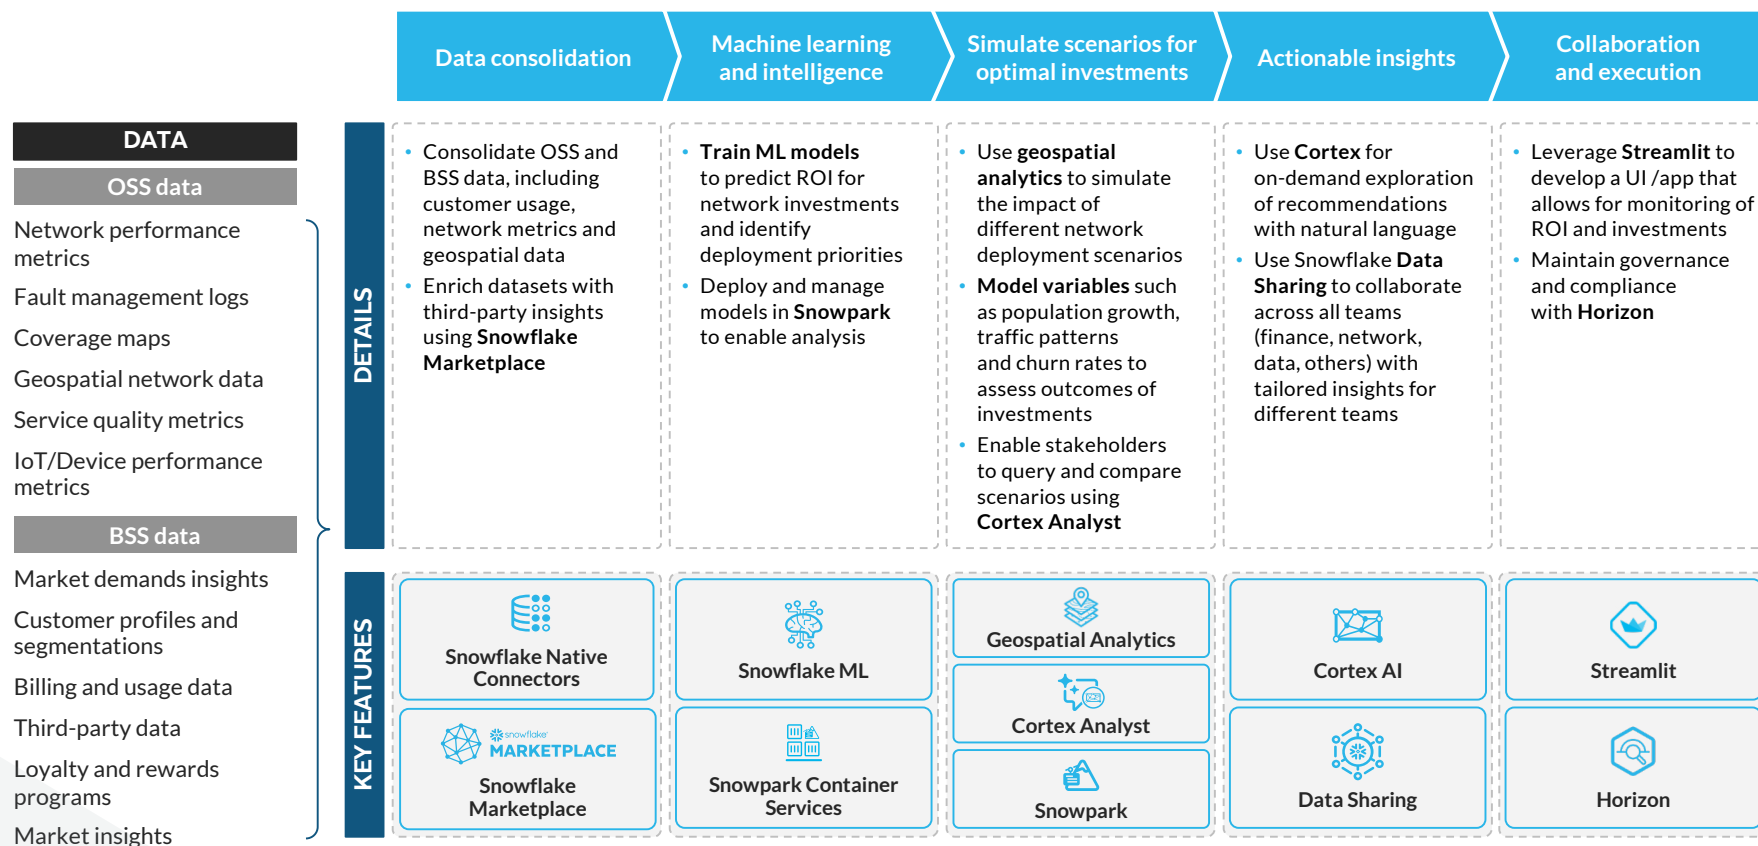 Data consolidation
Machine learning
and intelligence
Simulate scenarios for
optimal investments
Actionable insights
Collaboration
and execution
DATA
OSS data
Network performance
metrics
Fault management logs
Coverage maps
Geospatial network data
Service quality metrics
IoT/Device performance
metrics
BSS data
Market demands insights
Customer profiles and
segmentations
Billing and usage data
Third-party data
Loyalty and rewards
programs
Market insights
DETAILS
• Consolidate OSS and
BSS data, including
customer usage,
network metrics and
geospatial data
• Enrich datasets with
third-party insights
using Snowflake
Marketplace
• Train ML models
to predict ROI for
network investments
and identify
deployment priorities
• Deploy and manage
models in Snowpark
to enable analysis
• Use geospatial
analytics to simulate
the impact of
different network
deployment scenarios
• Model variables such
as population growth,
traffic patterns
and churn rates to
assess outcomes of
investments
• Enable stakeholders
to query and compare
scenarios using
Cortex Analyst
• Use Cortex for
on-demand exploration
of recommendations
with natural language
• Use Snowflake Data
Sharing to collaborate
across all teams
(finance, network,
data, others) with
tailored insights for
different teams
• Leverage Streamlit to
develop a UI /app that
allows for monitoring of
ROI and investments
• Maintain governance
and compliance
with Horizon
KEY FEATURES
Snowflake Native
Connectors
snowflake
MARKETPLACE
Snowflake
Marketplace
Snowflake ML
Snowpark Container
Services
Geospatial Analytics
Cortex Analyst
Snowpark
Cortex AI
Data Sharing
Streamlit
Horizon